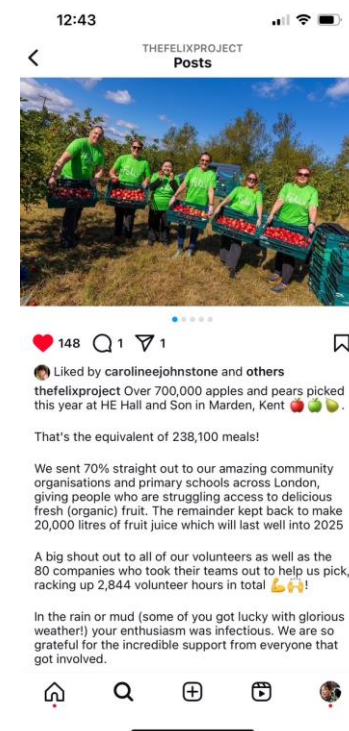 12:43
THEFELIXPROJECT
Posts
148 1 1
Liked by carolineejohnstone and others
thefelixproject Over 700,000 apples and pears picked
this year at HE Hall and Son in Marden, Kent 🍎🍏🍐.
That's the equivalent of 238,100 meals!
We sent 70% straight out to our amazing community
organisations and primary schools across London,
giving people who are struggling access to delicious
fresh (organic) fruit. The remainder kept back to make
20,000 litres of fruit juice which will last well into 2025
A big shout out to all of our volunteers as well as the
80 companies who took their teams out to help us pick,
racking up 2,844 volunteer hours in total 💪🙌!
In the rain or mud (some of you got lucky with glorious
weather!) your enthusiasm was infectious. We are so
grateful for the incredible support from everyone that
got involved.